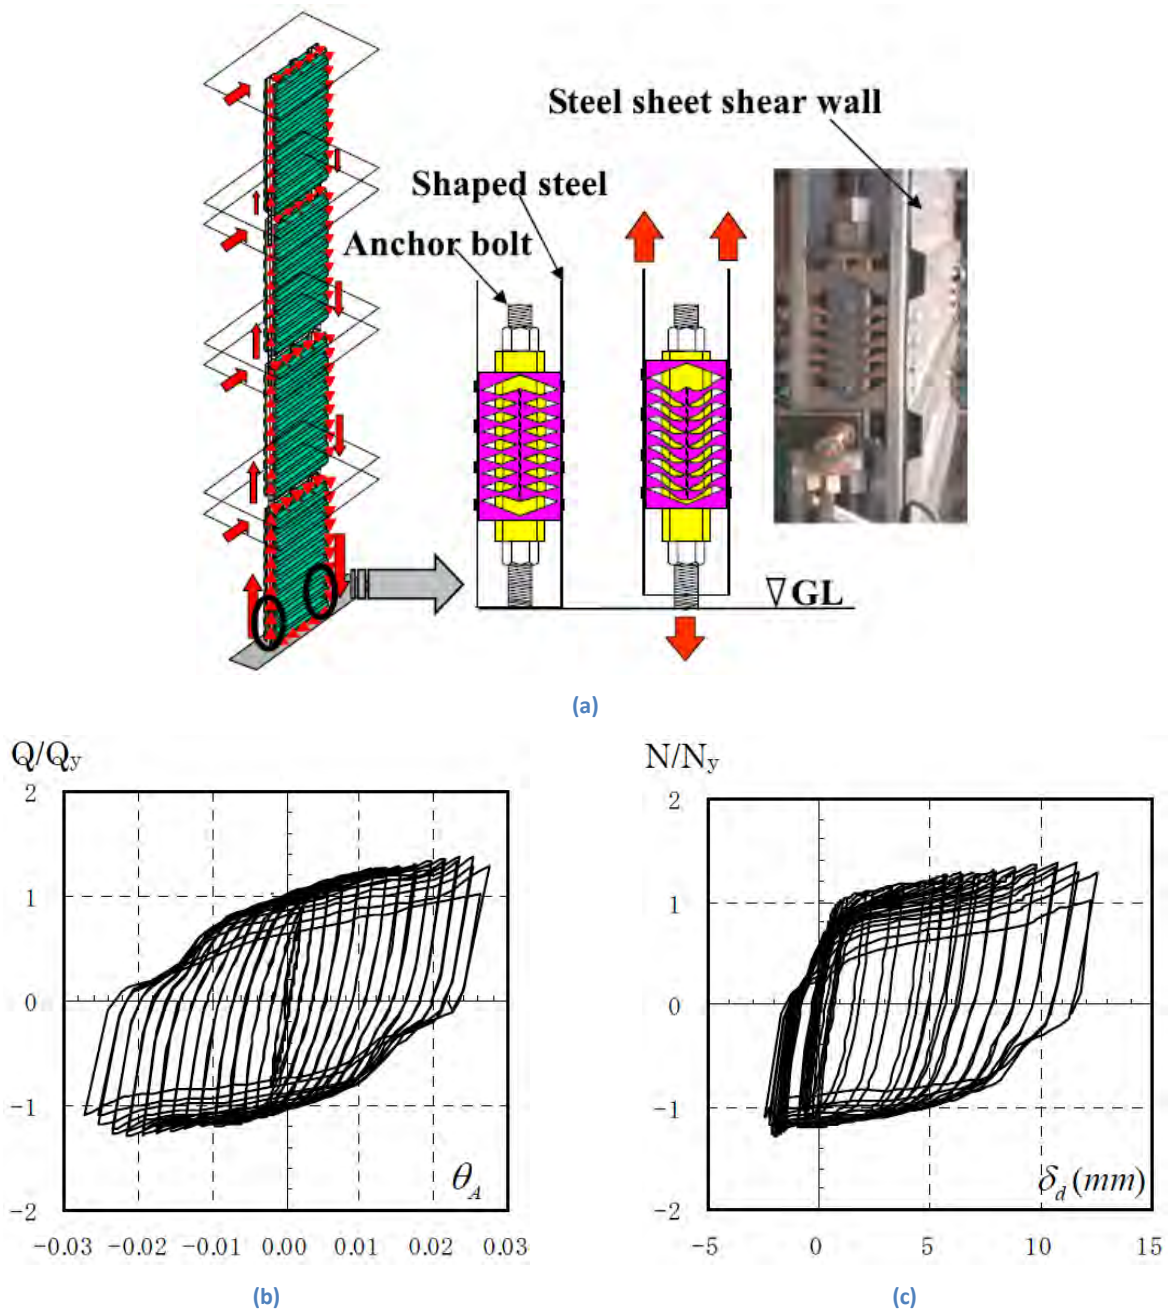 Steel sheet shear wall
Shaped steel
Anchor bolt
▽GL
(a)
Q/Qy
2
1
0
-1
-2
θA
-0.03 -0.02 -0.01 0.00 0.01 0.02 0.03
(b)
N/Ny
2
1
0
-1
-2
δd (mm)
-5 0 5 10 15
(c)